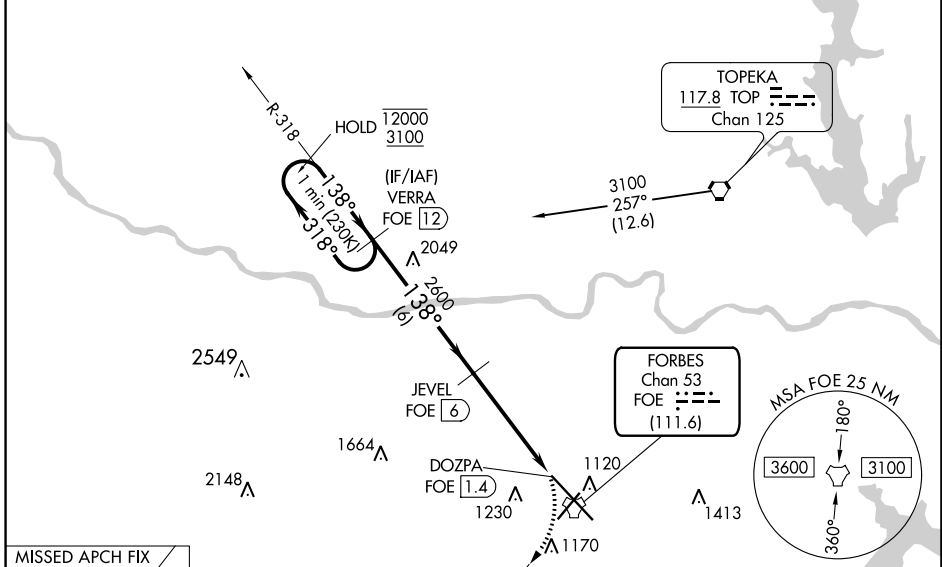 TOPEKA
117.8 TOP
Chan 125
R-318
HOLD 12000
3100
138°
1 min (230K)
318°
(IF/IAF)
VERRA
FOE 12
3100
257°
(12.6)
2049
2600
138°
(6)
2549
JEVEL
FOE 6
FORBES
Chan 53
FOE
(111.6)
MSA FOE 25 NM
180°
3600
3100
360°
1664
DOZPA
FOE 1.4
1120
2148
1230
1413
1170
MISSED APCH FIX